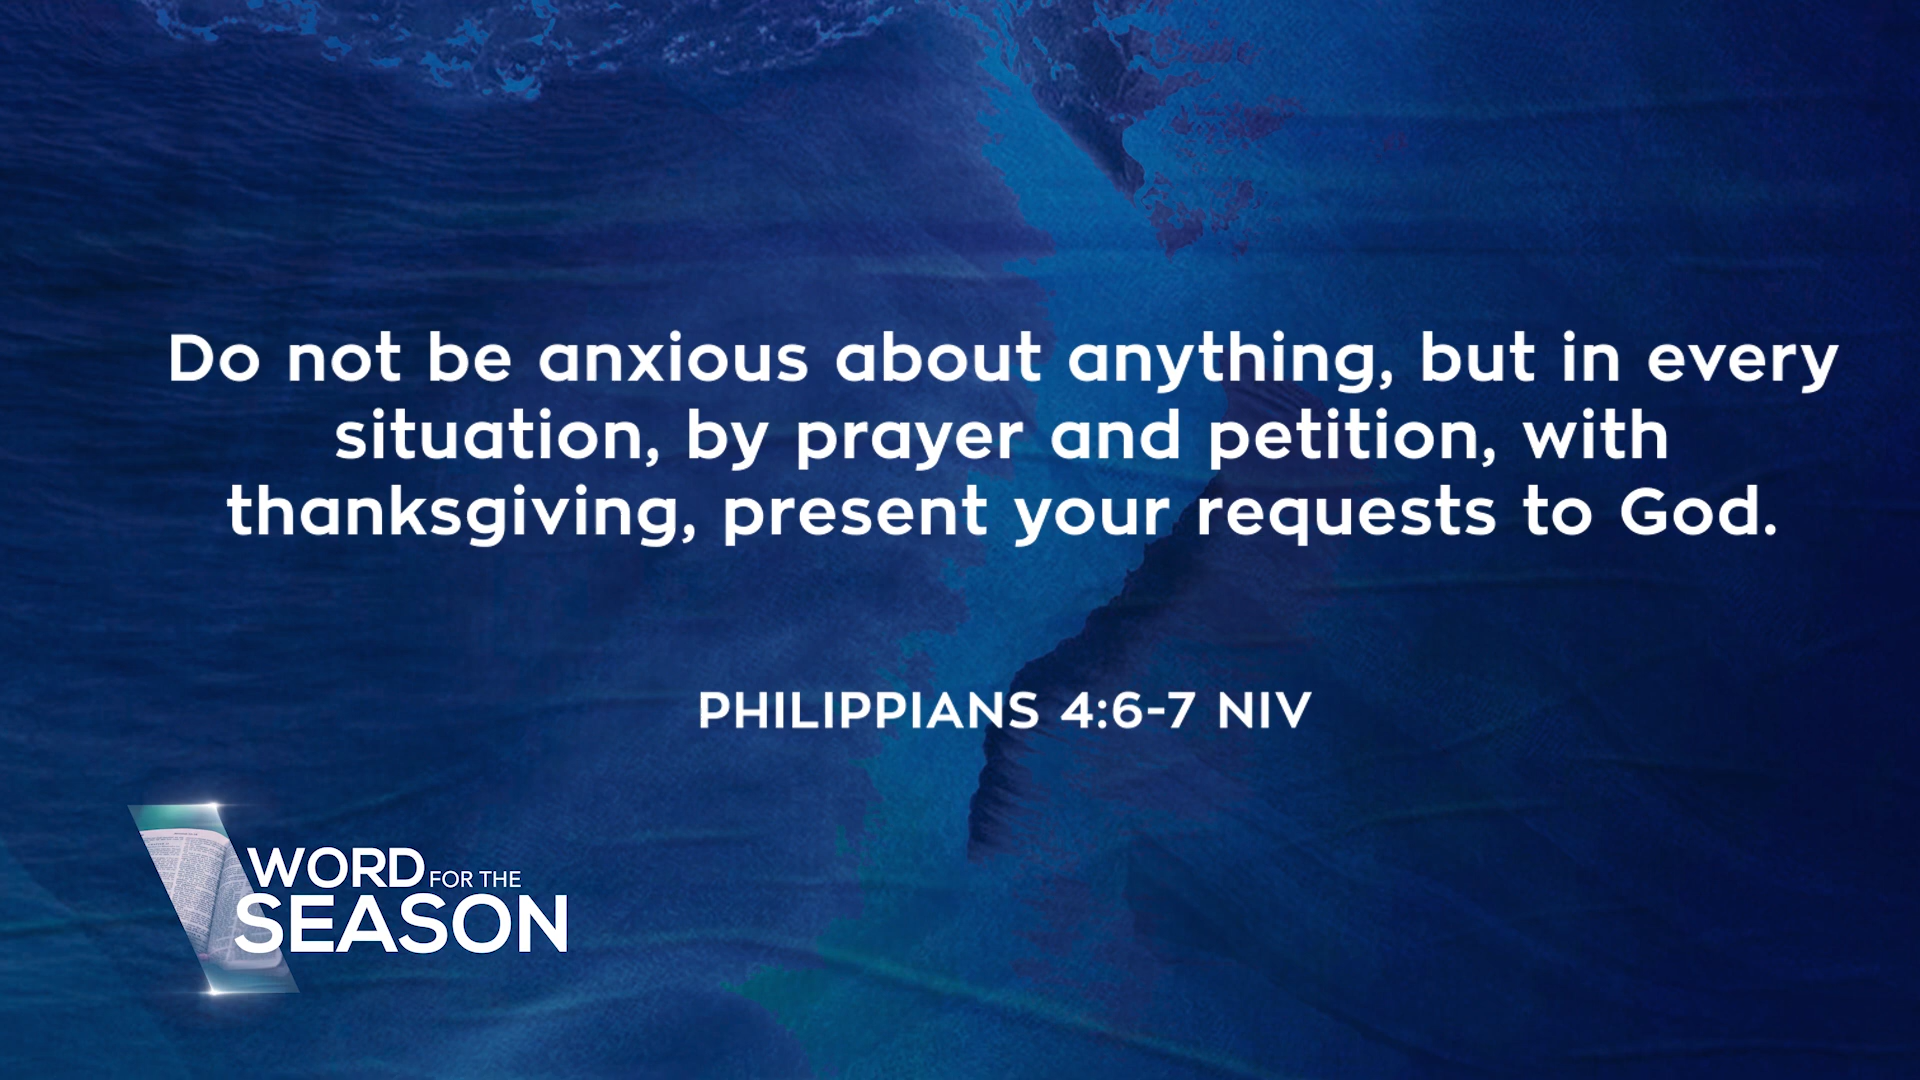 Do not be anxious about anything, but in every
situation, by prayer and petition, with
thanksgiving, present your requests to God.
PHILIPPIANS 4:6-7 NIV
WORD FOR THE
SEASON